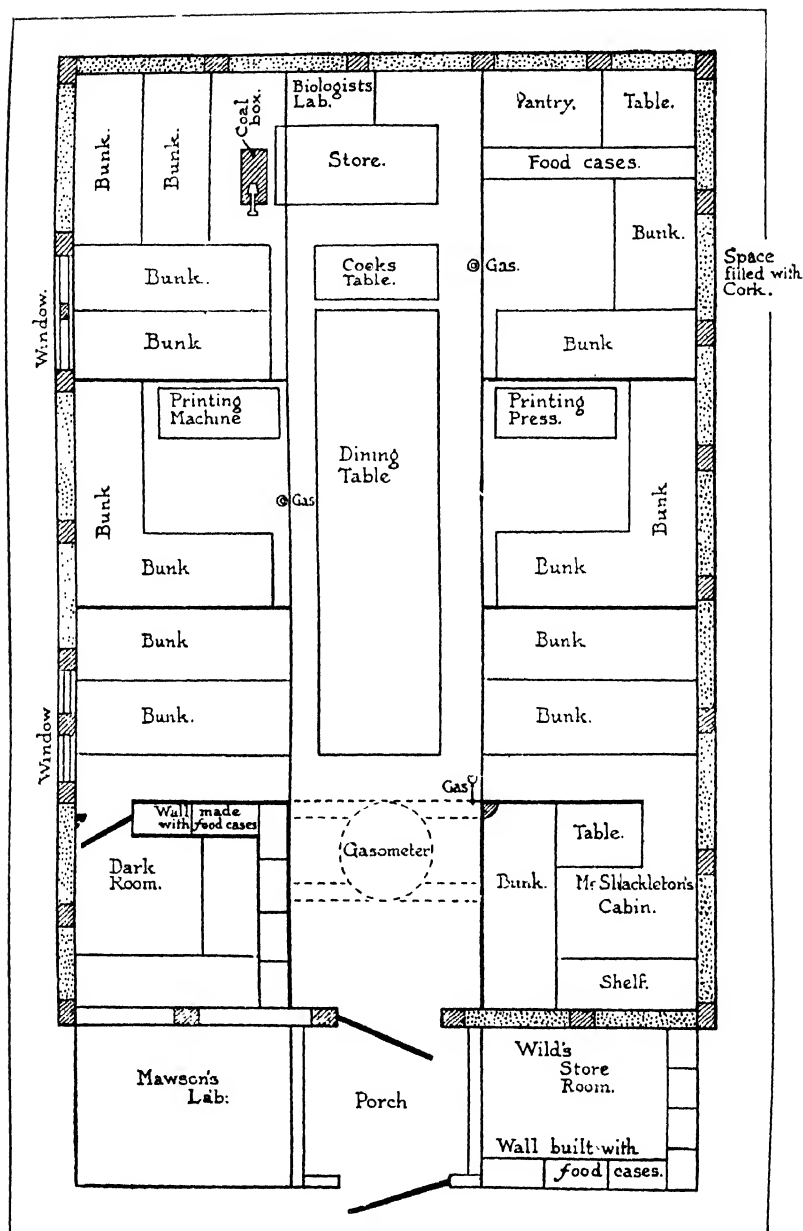 Bunk.
Bunk.
Coal
box.
Biologists
Lab.
Store.
Pantry.
Table.
Food cases.
Bunk.
Space
filled with
Cork.
Bunk.
Cooks
Table.
Gas.
Window.
Bunk
Bunk
Printing
Machine
Printing
Press.
Dining
Table
Gas
Bunk
Bunk
Bunk
Bunk
Bunk
Bunk
Bunk.
Bunk.
Window
Gas
Wall made
with food cases
Gasometer
Table.
Dark
Room.
Bunk.
Mr Shackleton's
Cabin.
Shelf.
Mawson's
Lab:
Porch
Wild's
Store
Room.
Wall built with
food cases.